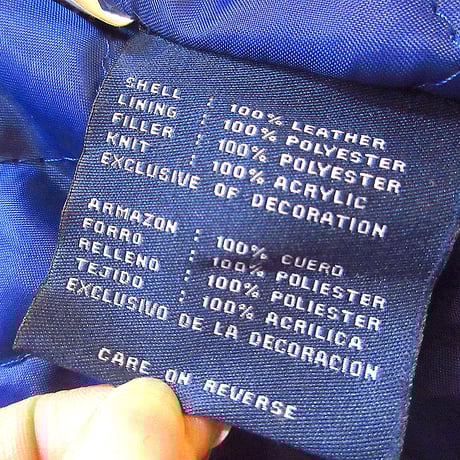 SHELL : 100% LEATHER
LINING : 100% POLYESTER
FILLER : 100% POLYESTER
KNIT : 100% ACRYLIC
EXCLUSIVE OF DECORATION
ARMAZON : 100% CUERO
FORRO : 100% POLIESTER
RELLENO : 100% POLIESTER
TEJIDO : 100% ACRILICA
EXCLUSIVO DE LA DECORACION
CARE ON REVERSE